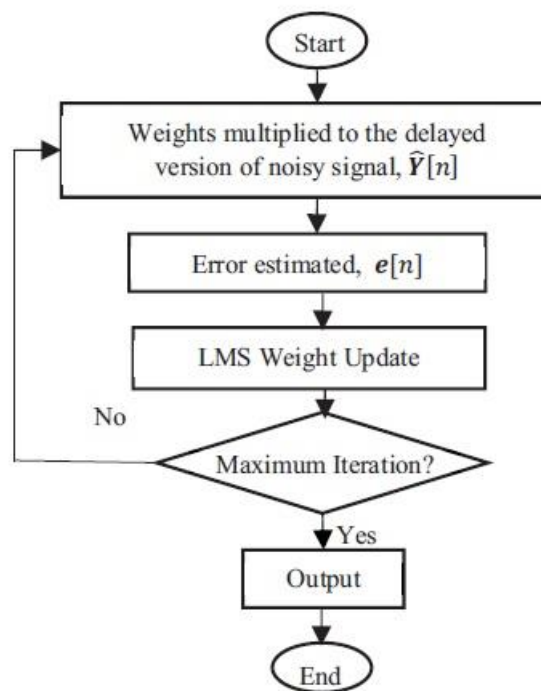 Start
Weights multiplied to the delayed
version of noisy signal, Ŷ[n]
Error estimated, e[n]
LMS Weight Update
No
Maximum Iteration?
Yes
Output
End